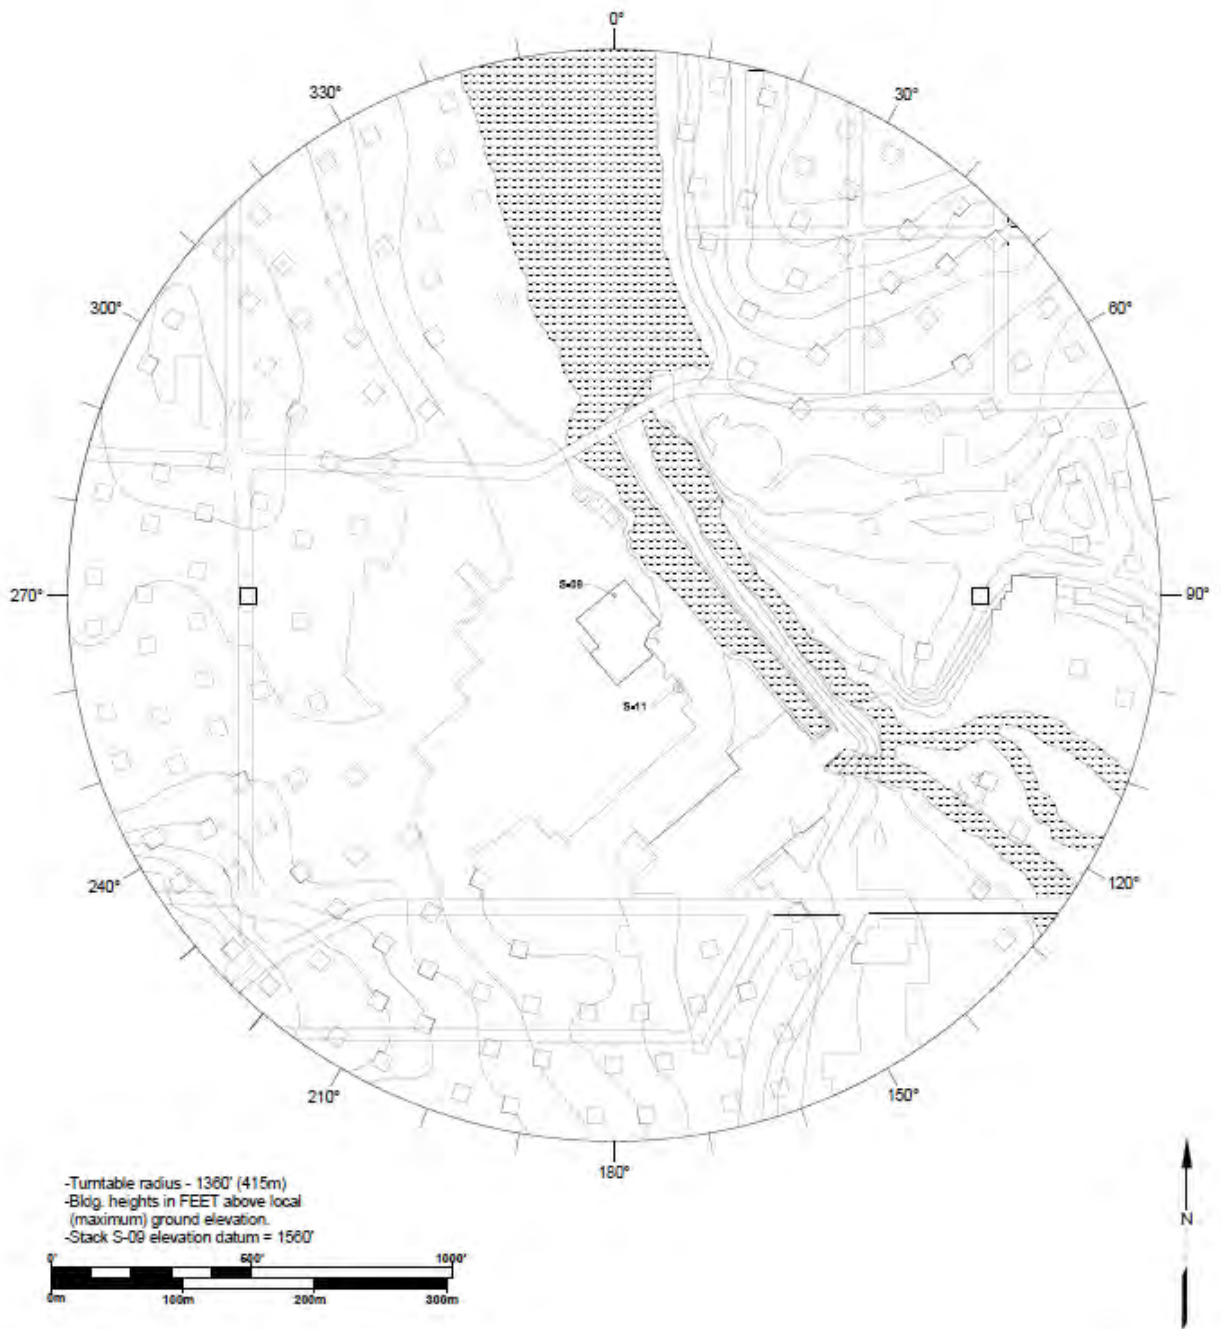 0°
330°
30°
300°
60°
270°
S-09
90°
S-11
240°
120°
210°
150°
180°
-Turntable radius - 1360' (415m)
-Bldg. heights in FEET above local
(maximum) ground elevation.
-Stack S-09 elevation datum = 1560'
0' 500' 1000'
0m 100m 200m 300m
N